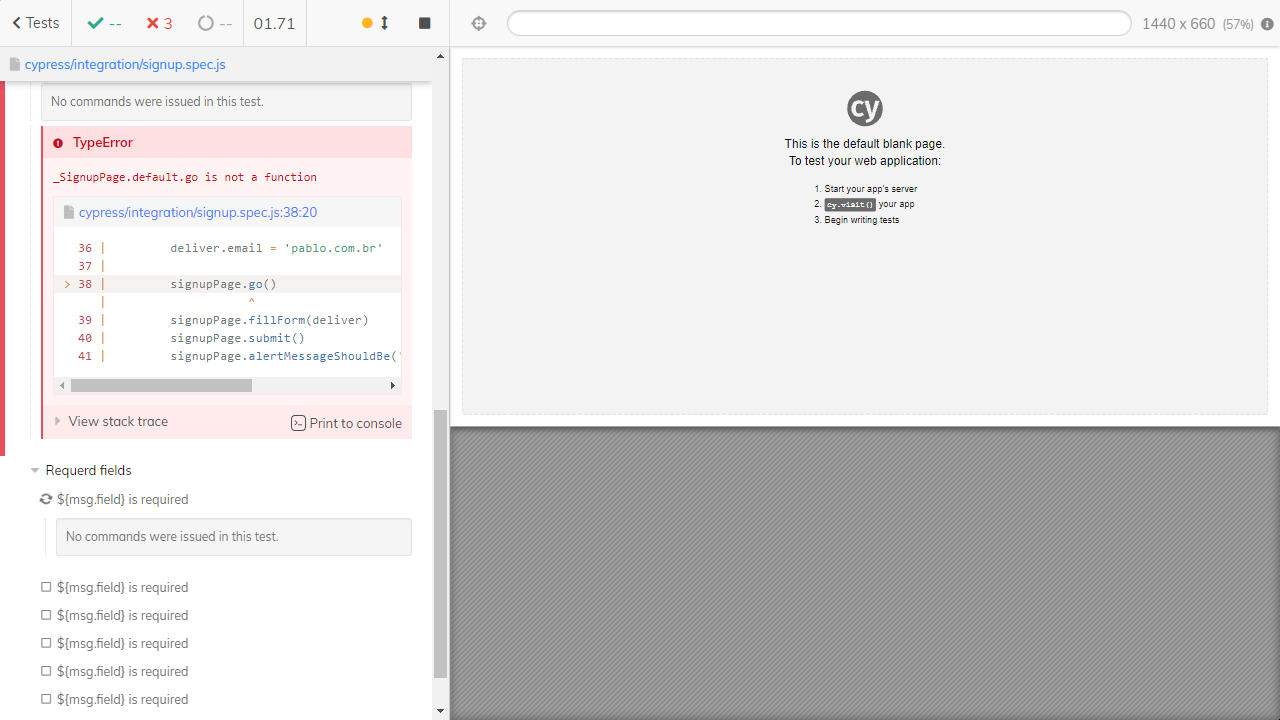 Tests
--
3
--
01.71
1440 x 660 (57%)
cypress/integration/signup.spec.js
No commands were issued in this test.
TypeError
_SignupPage.default.go is not a function
cypress/integration/signup.spec.js:38:20
36 | deliver.email = 'pablo.com.br'
37 |
> 38 | signupPage.go()
| ^
39 | signupPage.fillForm(deliver)
40 | signupPage.submit()
41 | signupPage.alertMessageShouldBe('
View stack trace
Print to console
Requerd fields
${msg.field} is required
No commands were issued in this test.
${msg.field} is required
${msg.field} is required
${msg.field} is required
${msg.field} is required
${msg.field} is required
cy
This is the default blank page.
To test your web application:
1. Start your app's server
2. cy.visit() your app
3. Begin writing tests